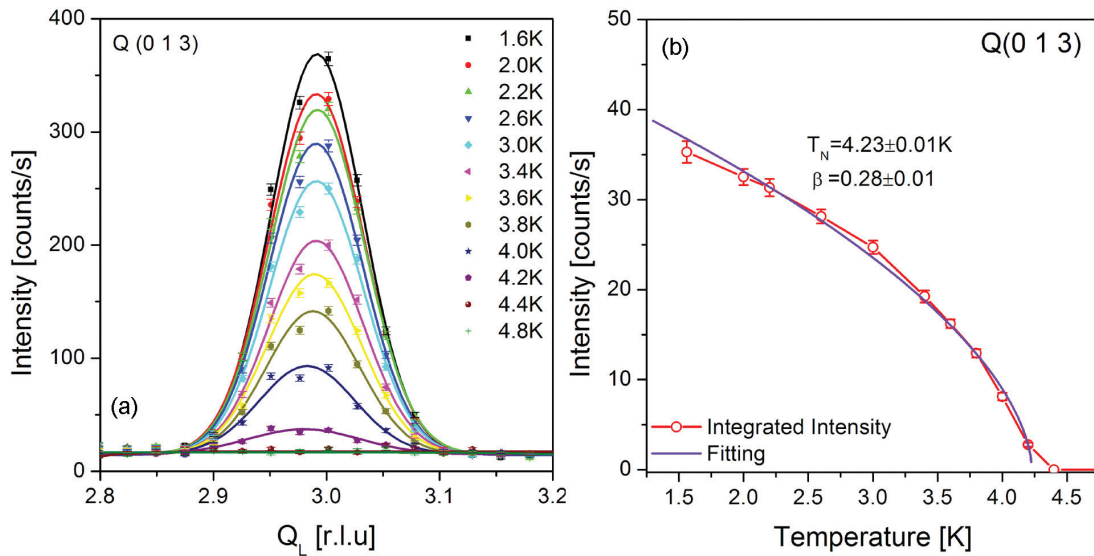 Q (0 1 3)
1.6K
2.0K
2.2K
2.6K
3.0K
3.4K
3.6K
3.8K
4.0K
4.2K
4.4K
4.8K
(a)
400
300
200
100
0
Intensity [counts/s]
2.8
2.9
3.0
3.1
3.2
Q_L [r.l.u]
(b)
Q(0 1 3)
T_N=4.23±0.01K
β=0.28±0.01
50
40
30
20
10
0
Intensity [counts/s]
Integrated Intensity
Fitting
1.5
2.0
2.5
3.0
3.5
4.0
4.5
Temperature [K]